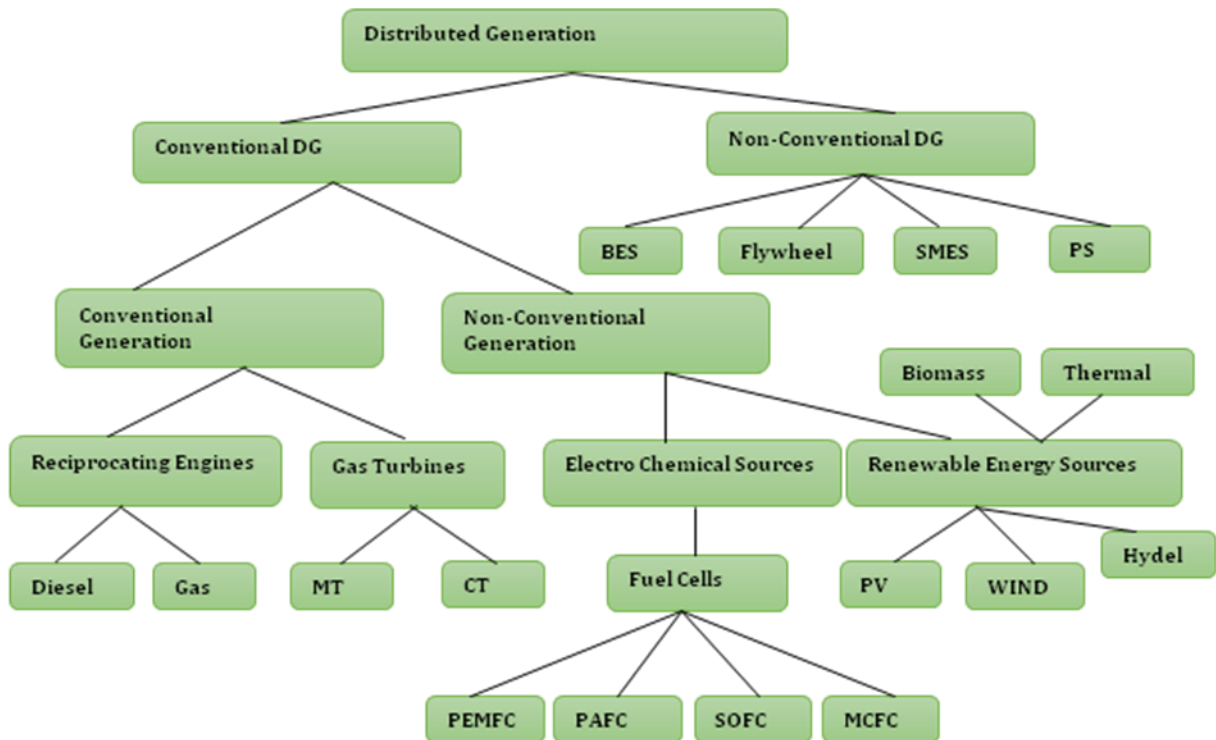 Distributed Generation
Conventional DG
Non-Conventional DG
BES
Flywheel
SMES
PS
Conventional
Generation
Non-Conventional
Generation
Biomass
Thermal
Reciprocating Engines
Gas Turbines
Electro Chemical Sources
Renewable Energy Sources
Diesel
Gas
MT
CT
Fuel Cells
PV
WIND
Hydel
PEMFC
PAFC
SOFC
MCFC